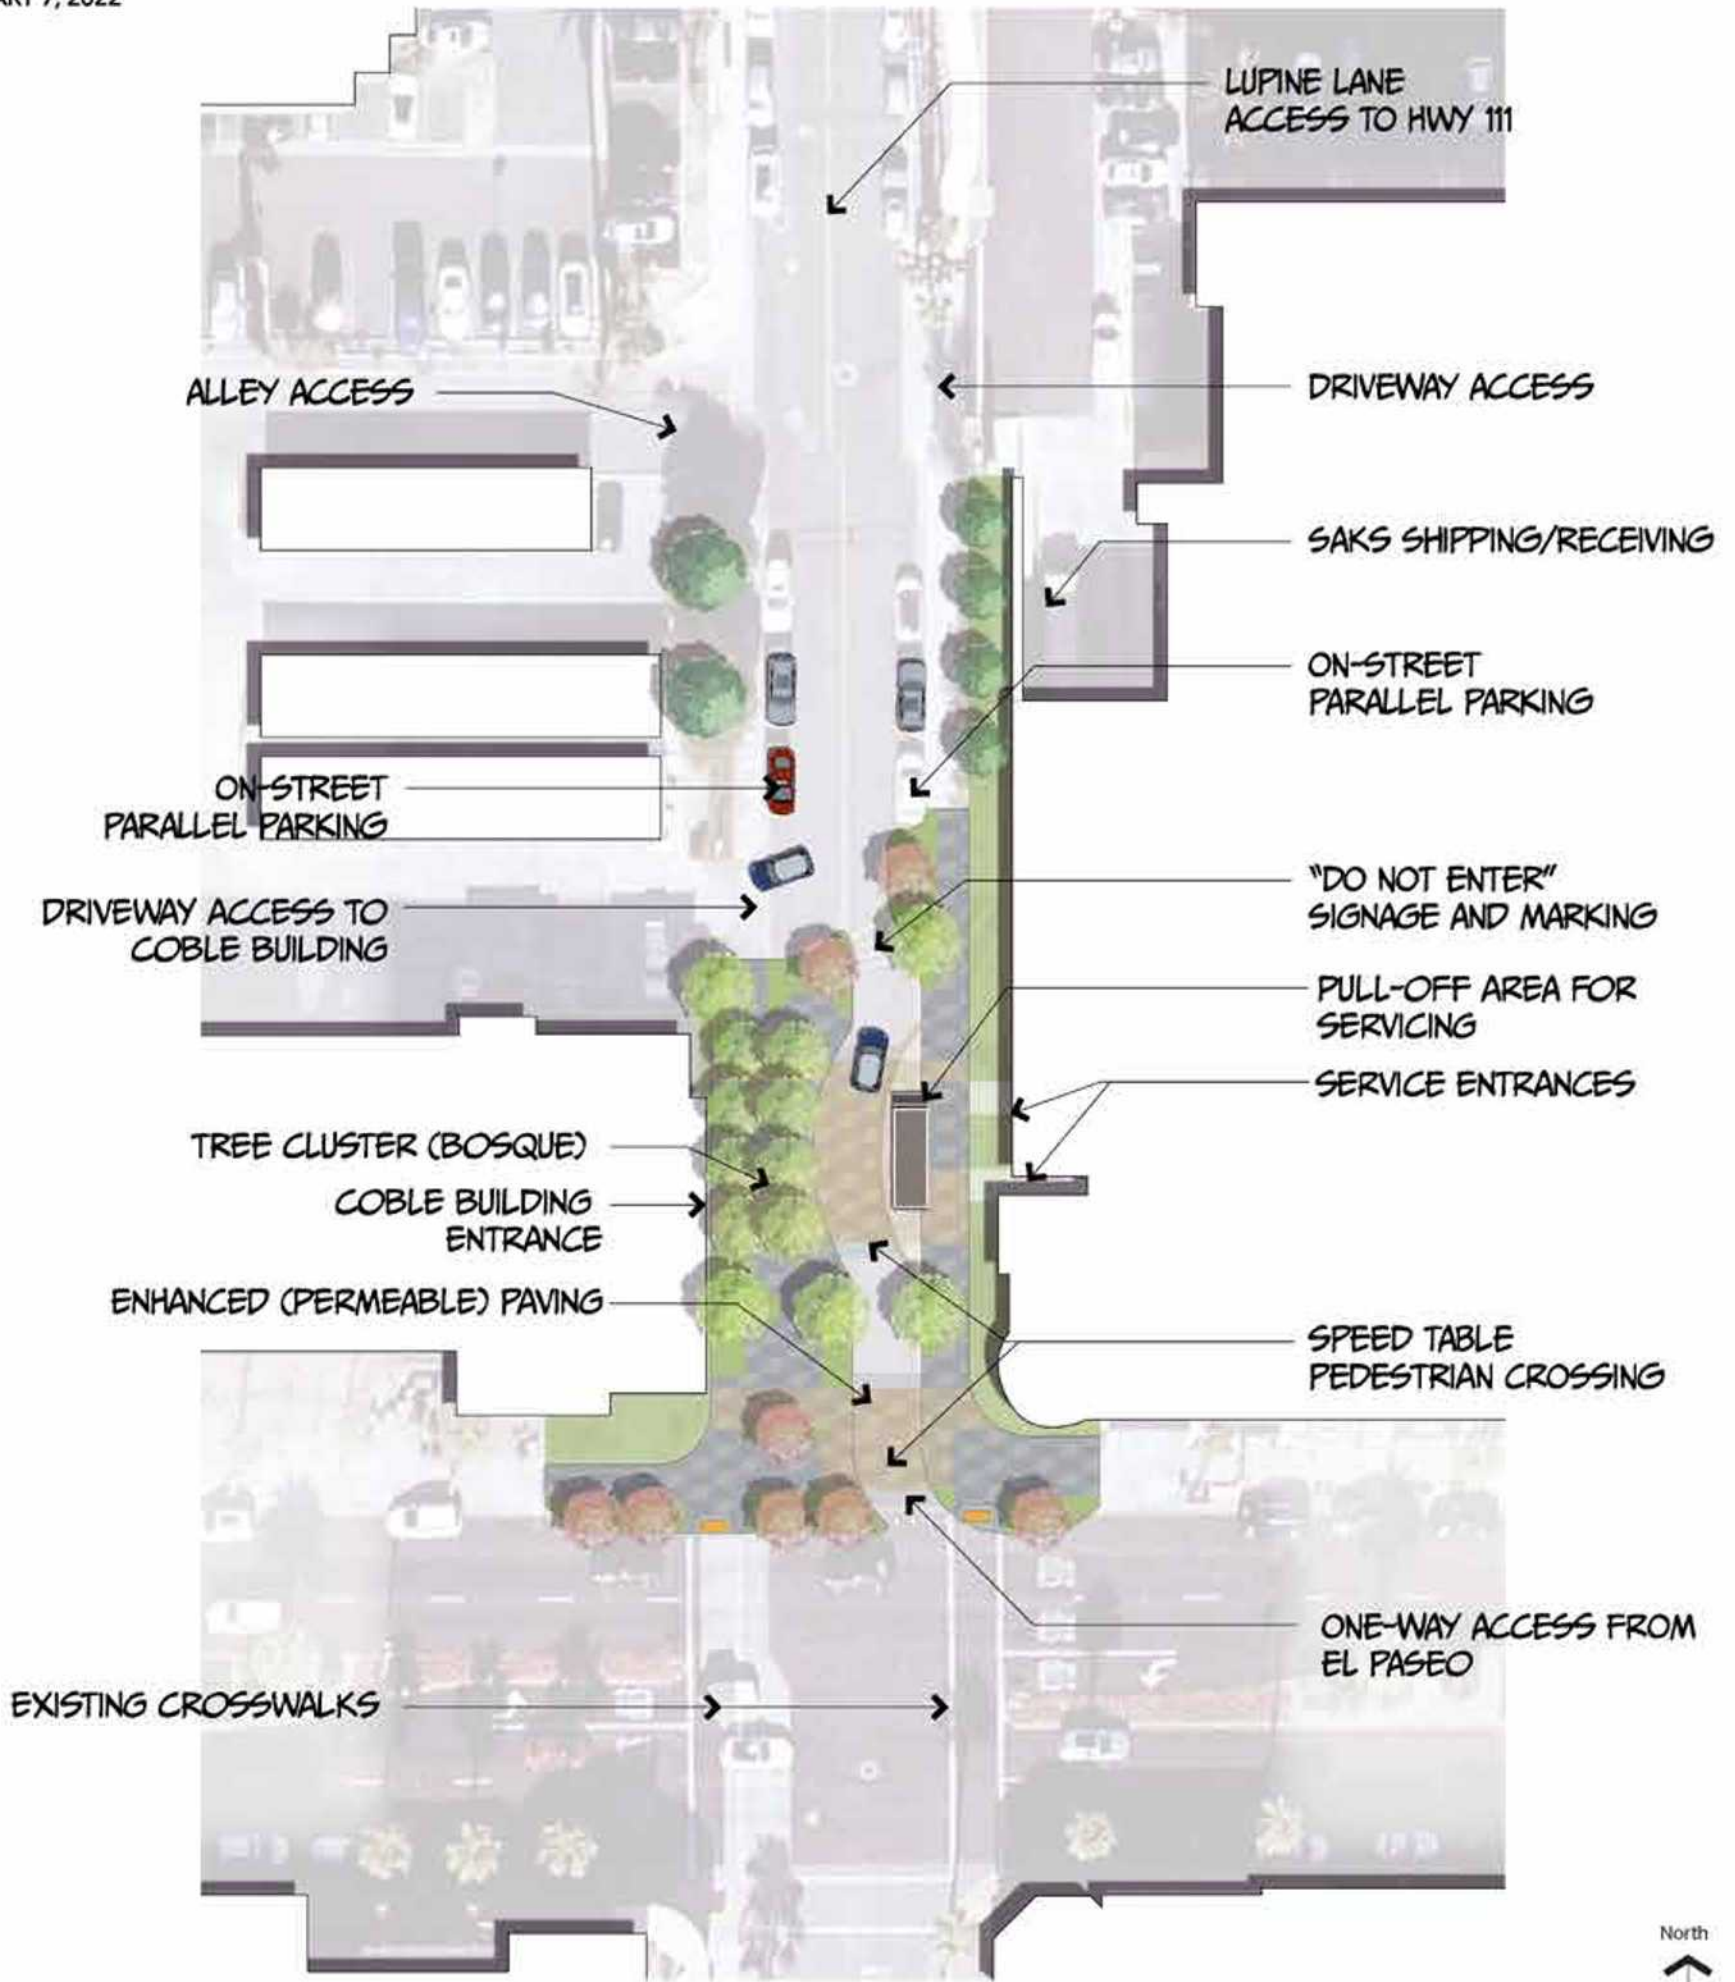 7, 2022
LUPINE LANE
ACCESS TO HWY 111
ALLEY ACCESS
DRIVEWAY ACCESS
SAKS SHIPPING/RECEIVING
ON-STREET
PARALLEL PARKING
ON-STREET
PARALLEL PARKING
"DO NOT ENTER"
SIGNAGE AND MARKING
DRIVEWAY ACCESS TO
COBLE BUILDING
PULL-OFF AREA FOR
SERVICING
SERVICE ENTRANCES
TREE CLUSTER (BOSQUE)
COBLE BUILDING
ENTRANCE
ENHANCED (PERMEABLE) PAVING
SPEED TABLE
PEDESTRIAN CROSSING
ONE-WAY ACCESS FROM
EL PASEO
EXISTING CROSSWALKS
North